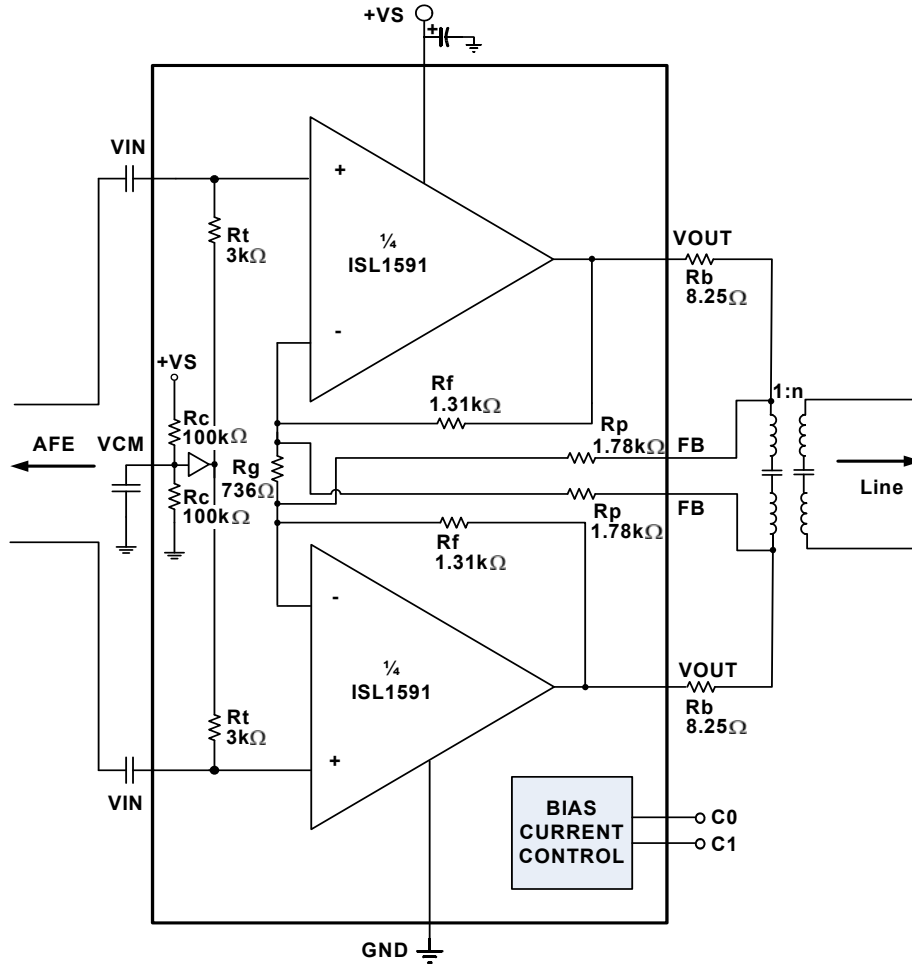 +VS
+
VIN
+
Rt
3kΩ
¼
ISL1591
VOUT
Rb
8.25Ω
-
+VS
Rf
1.31kΩ
1:n
Rc
100kΩ
Rp
1.78kΩ
FB
AFE
VCM
Rg
736Ω
Line
Rc
100kΩ
Rp
1.78kΩ
FB
Rf
1.31kΩ
-
¼
ISL1591
VOUT
Rb
8.25Ω
Rt
3kΩ
+
VIN
BIAS
CURRENT
CONTROL
C0
C1
GND